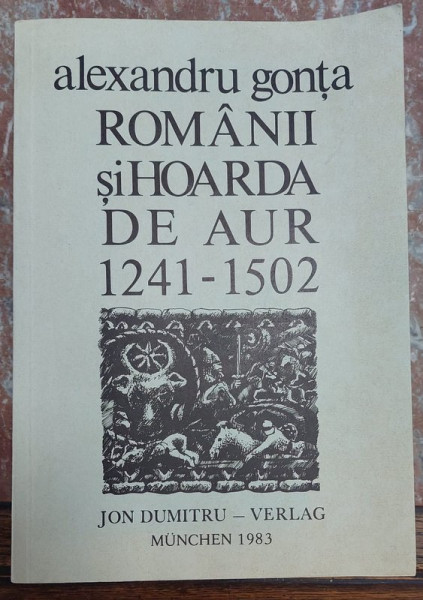 alexandru gonța
ROMÂNII
și HOARDA
DE AUR
1241-1502
JON DUMITRU – VERLAG
MÜNCHEN 1983